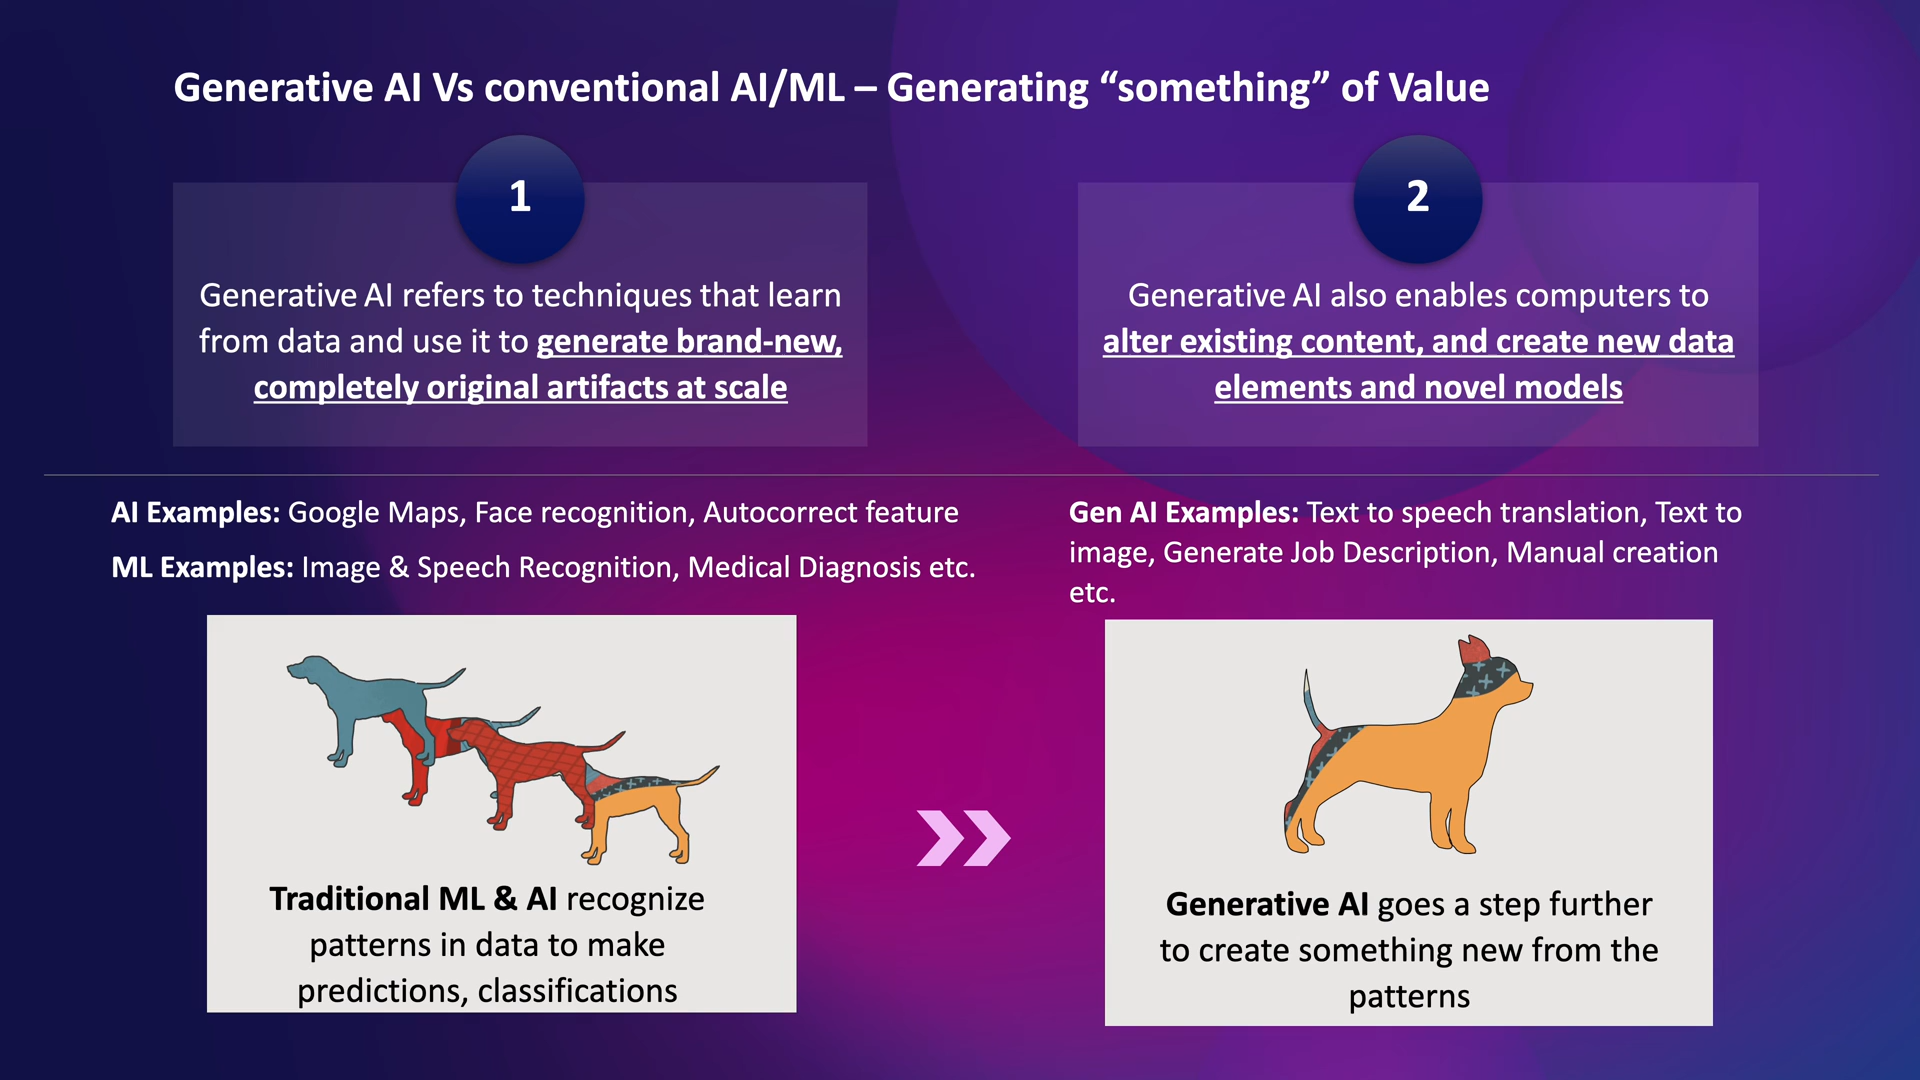 Generative AI Vs conventional AI/ML – Generating “something” of Value
1
Generative AI refers to techniques that learn
from data and use it to generate brand-new,
completely original artifacts at scale
2
Generative AI also enables computers to
alter existing content, and create new data
elements and novel models
AI Examples: Google Maps, Face recognition, Autocorrect feature
ML Examples: Image & Speech Recognition, Medical Diagnosis etc.
Gen AI Examples: Text to speech translation, Text to
image, Generate Job Description, Manual creation
etc.
Traditional ML & AI recognize
patterns in data to make
predictions, classifications
Generative AI goes a step further
to create something new from the
patterns